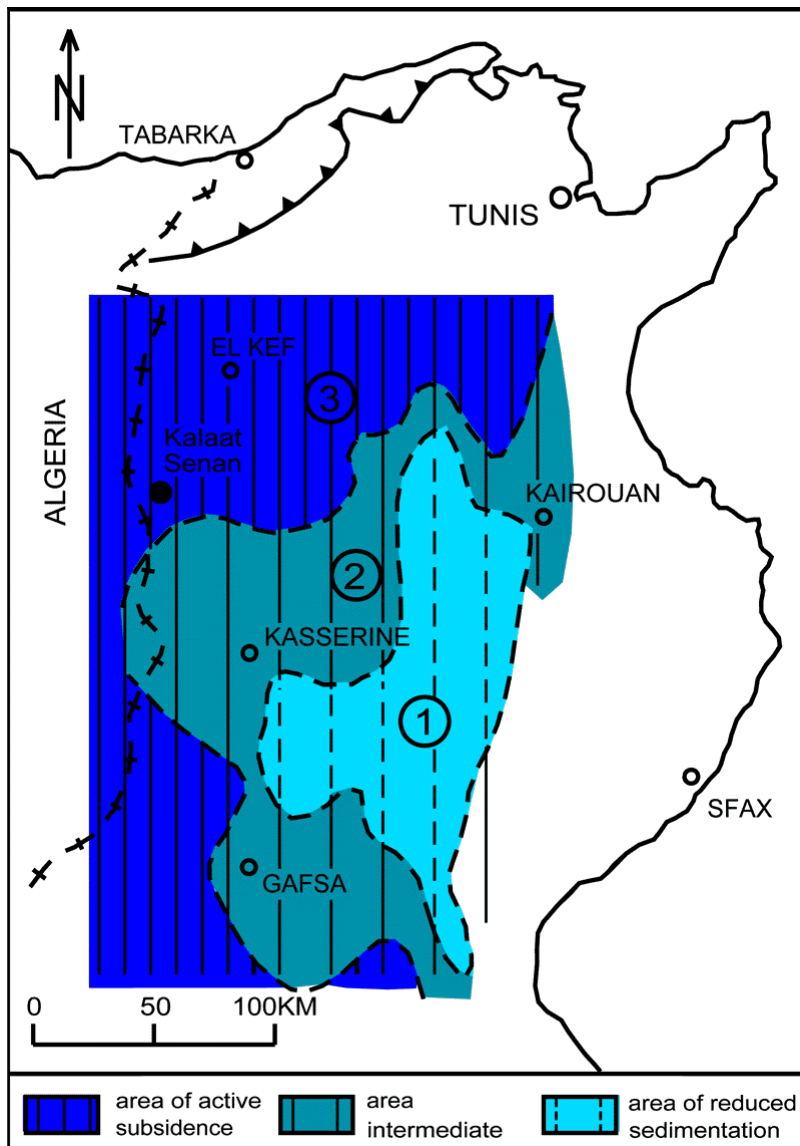 N
TABARKA
TUNIS
EL KEF
3
ALGERIA
Kalaat
Senan
KAIROUAN
2
KASSERINE
1
SFAX
GAFSA
0 50 100KM
area of active
subsidence
area
intermediate
area of reduced
sedimentation